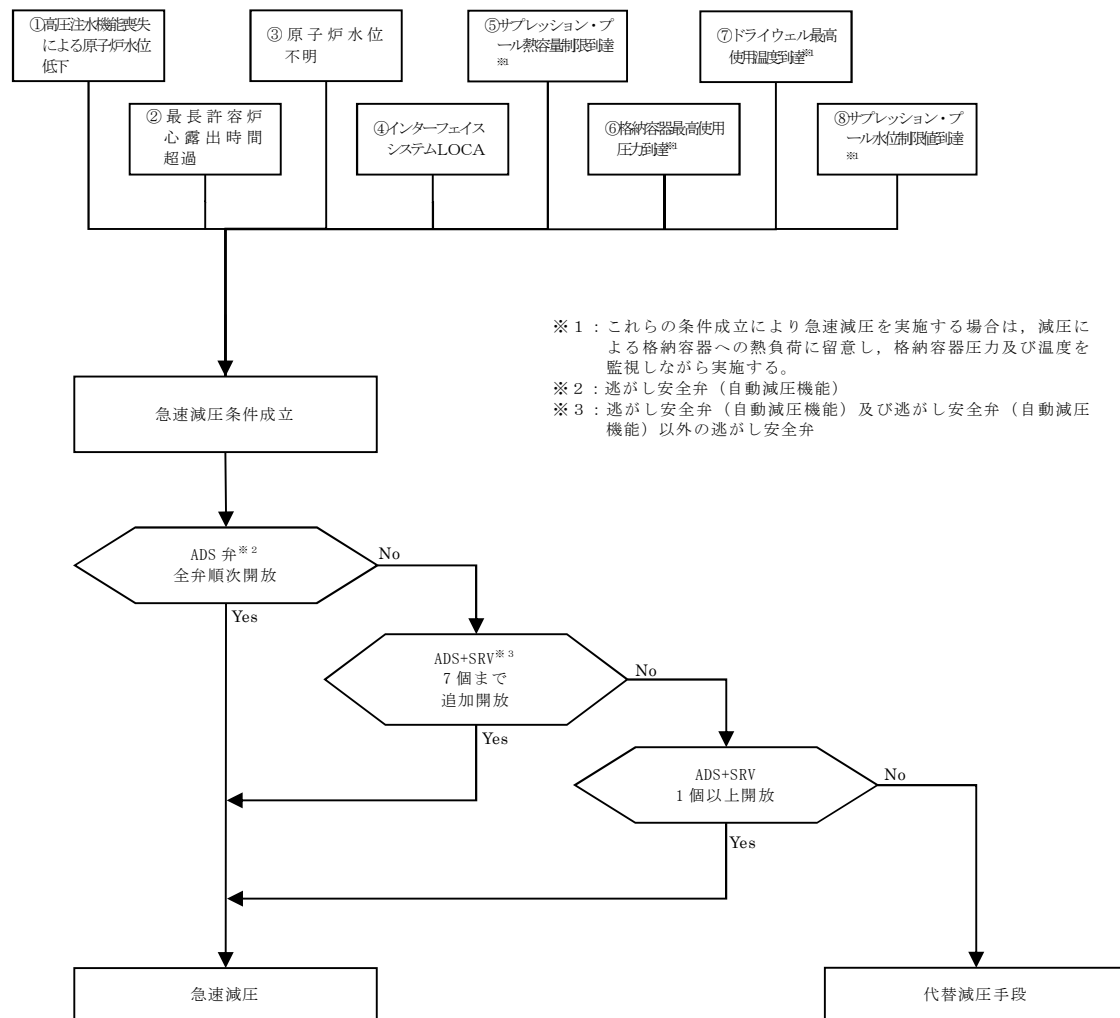 ①高圧注水機能喪失
による原子炉水位
低下
③原子炉水位
不明
⑤サプレッション・プ
ール熱容量制限到達
※1
⑦ドライウェル最高
使用温度到達※1
②最長許容炉
心露出時間
超過
④インターフェイス
システムLOCA
⑥格納容器最高使用
圧力到達※1
⑧サプレッション・プ
ール水位制限値到達
※1
※1：これらの条件成立により急速減圧を実施する場合は，減圧に
よる格納容器への熱負荷に留意し，格納容器圧力及び温度を
監視しながら実施する。
※2：逃がし安全弁（自動減圧機能）
※3：逃がし安全弁（自動減圧機能）及び逃がし安全弁（自動減圧
機能）以外の逃がし安全弁
急速減圧条件成立
ADS 弁※2
全弁順次開放
No
Yes
ADS+SRV※3
7個まで
追加開放
No
Yes
ADS+SRV
1個以上開放
No
Yes
急速減圧
代替減圧手段